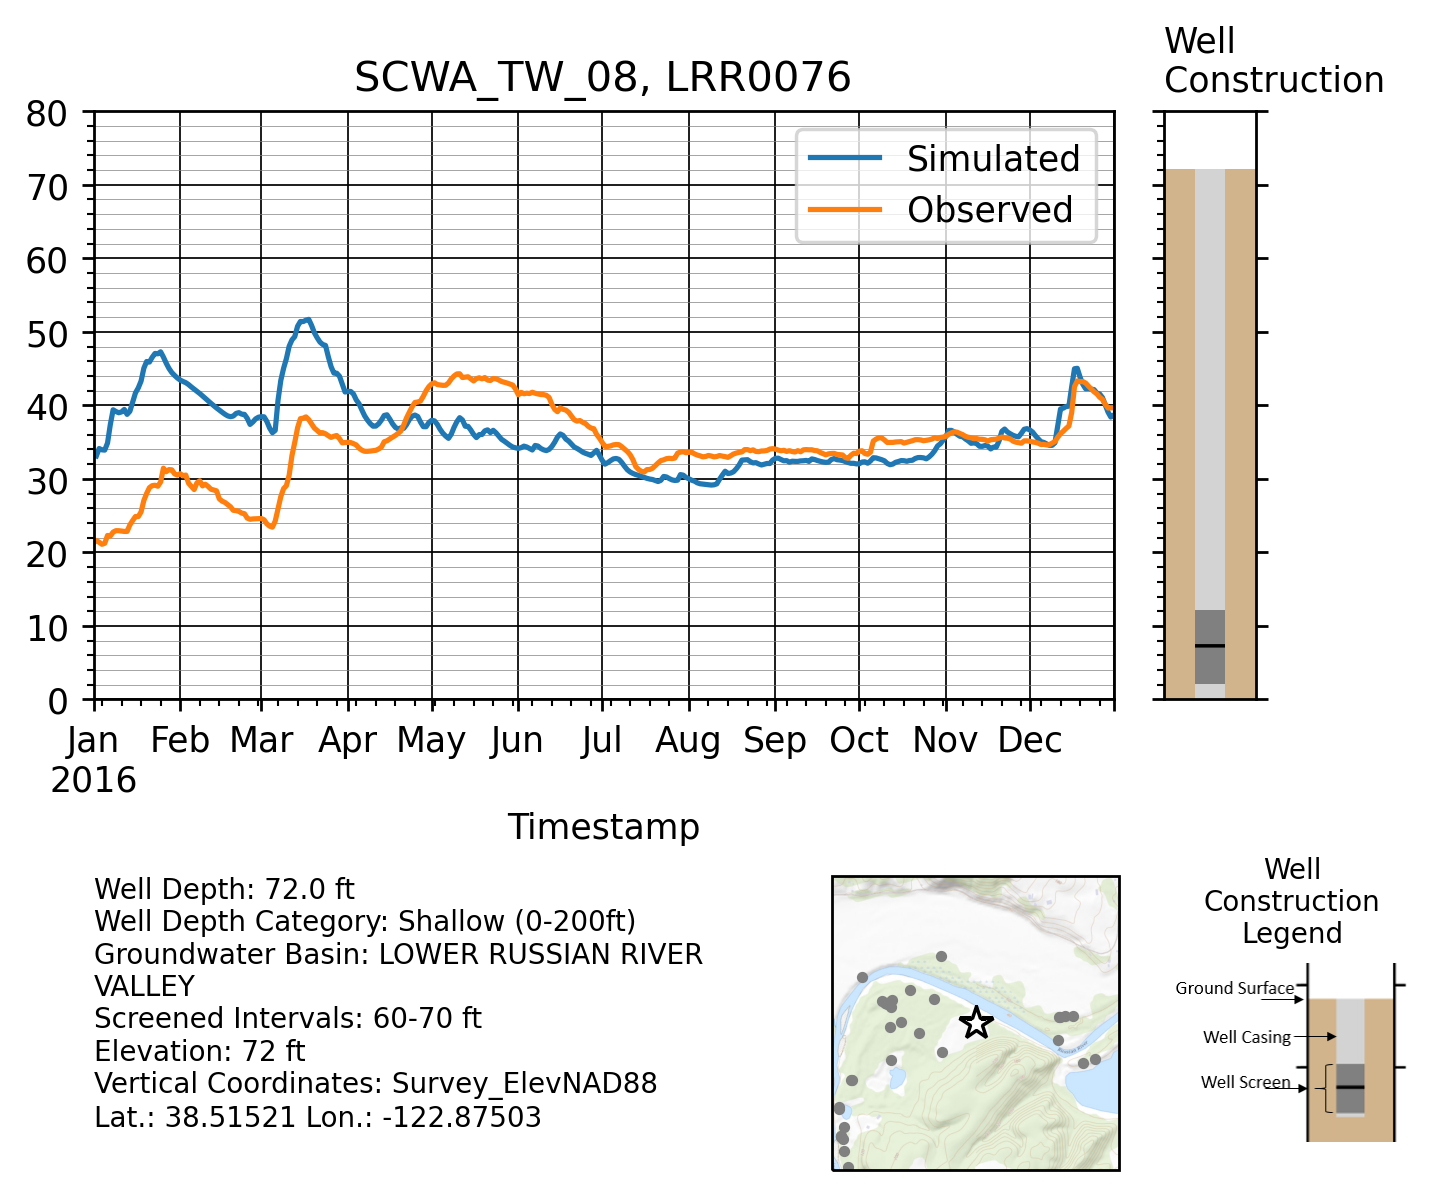 Well
Construction
SCWA_TW_08, LRR0076
80
70
60
50
40
30
20
10
0
Simulated
Observed
Jan Feb Mar Apr May Jun Jul Aug Sep Oct Nov Dec
2016
Timestamp
Well Depth: 72.0 ft
Well Depth Category: Shallow (0-200ft)
Groundwater Basin: LOWER RUSSIAN RIVER
VALLEY
Screened Intervals: 60-70 ft
Elevation: 72 ft
Vertical Coordinates: Survey_ElevNAD88
Lat.: 38.51521 Lon.: -122.87503
Russian River
Well
Construction
Legend
Ground Surface
Well Casing
Well Screen